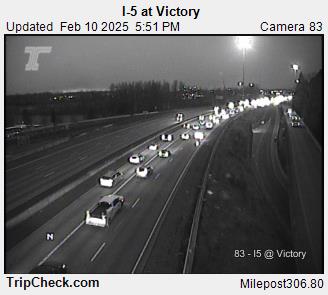 I-5 at Victory
Updated Feb 10 2025 5:51 PM Camera 83
T
N
83 - I5 @ Victory
TripCheck.com Milepost306.80